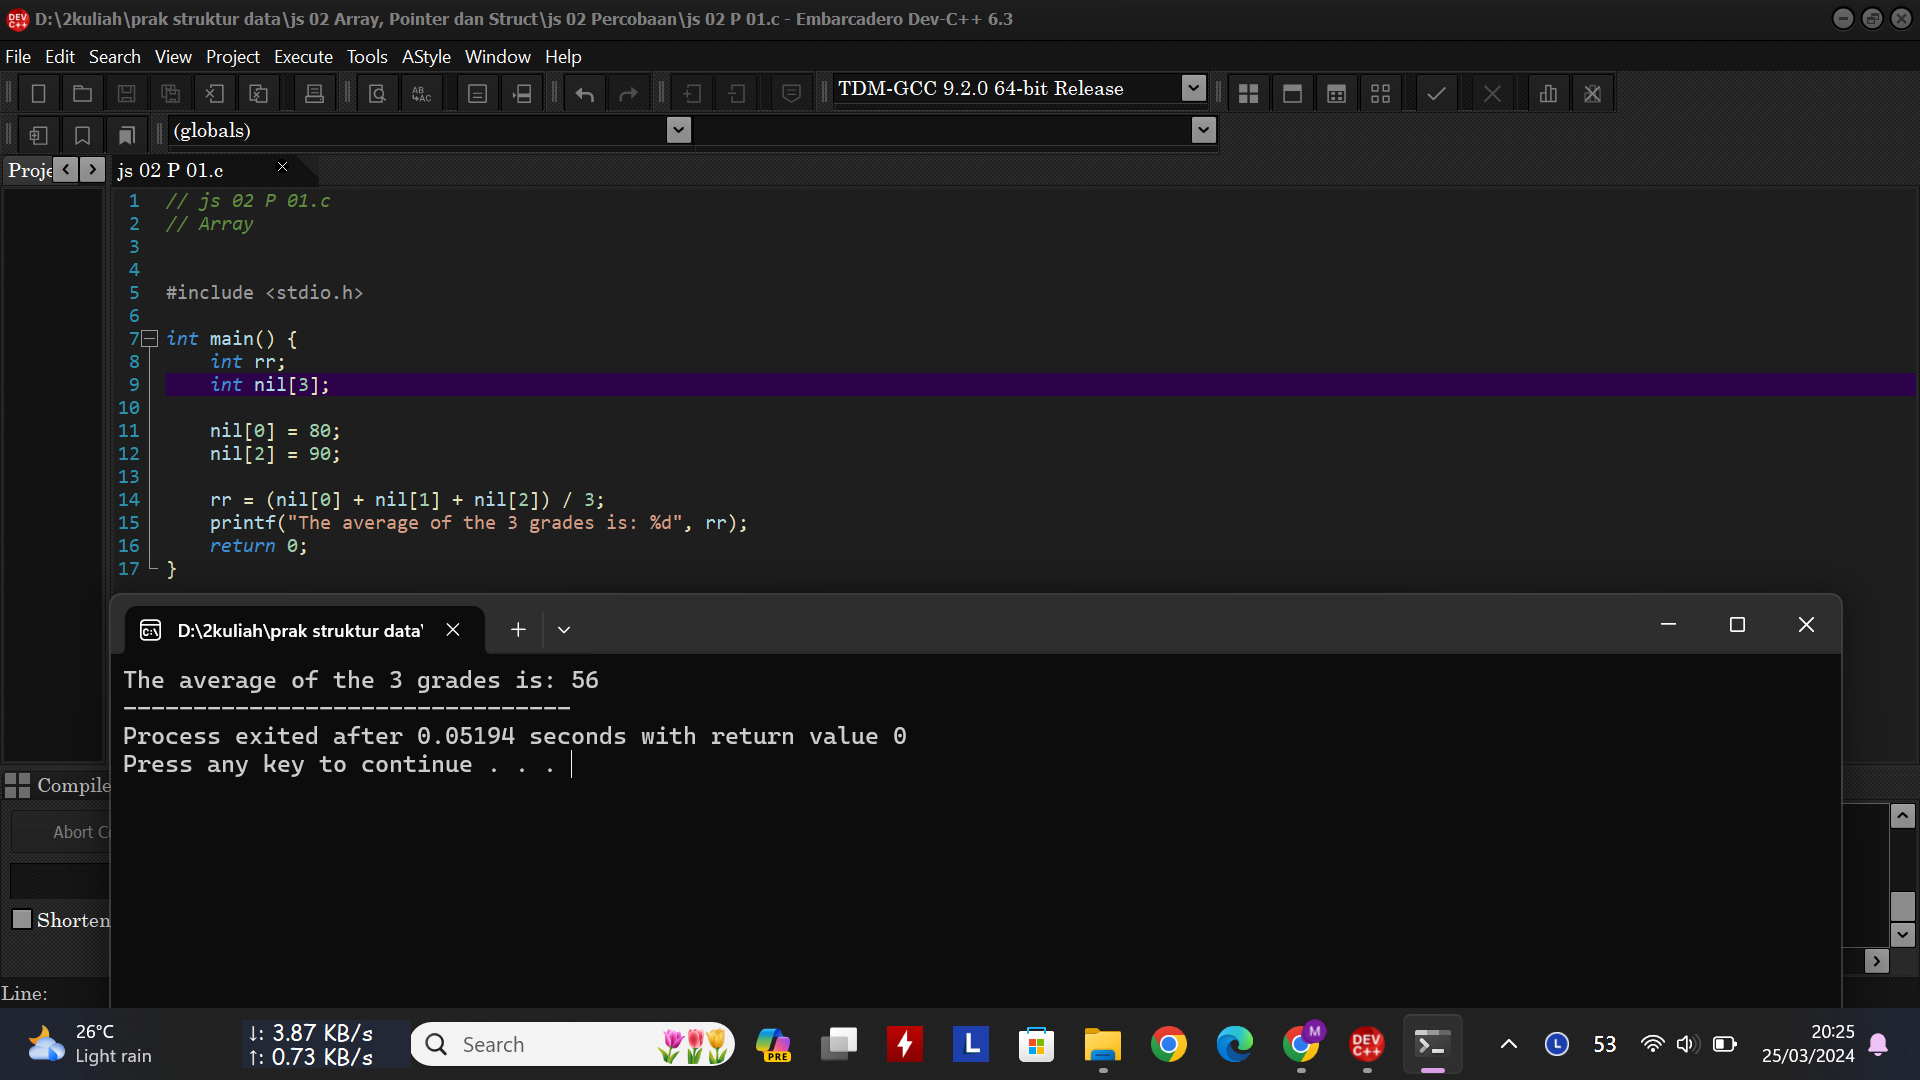 D:\2kuliah\prak struktur data\js 02 Array, Pointer dan Struct\js 02 Percobaan\js 02 P 01.c - Embarcadero Dev-C++ 6.3
File Edit Search View Project Execute Tools AStyle Window Help
TDM-GCC 9.2.0 64-bit Release
(globals)
Proje
js 02 P 01.c
1 // js 02 P 01.c
2 // Array
3
4
5 #include <stdio.h>
6
7 int main() {
8 int rr;
9 int nil[3];
10
11 nil[0] = 80;
12 nil[2] = 90;
13
14 rr = (nil[0] + nil[1] + nil[2]) / 3;
15 printf("The average of the 3 grades is: %d", rr);
16 return 0;
17 }
D:\2kuliah\prak struktur data\
The average of the 3 grades is: 56
--------------------------------
Process exited after 0.05194 seconds with return value 0
Press any key to continue . . .
Compile
Abort C
Shorten
Line:
26°C
Light rain
↓: 3.87 KB/s
↑: 0.73 KB/s
Search
PRE
L
M
DEV C++
L
53
20:25
25/03/2024